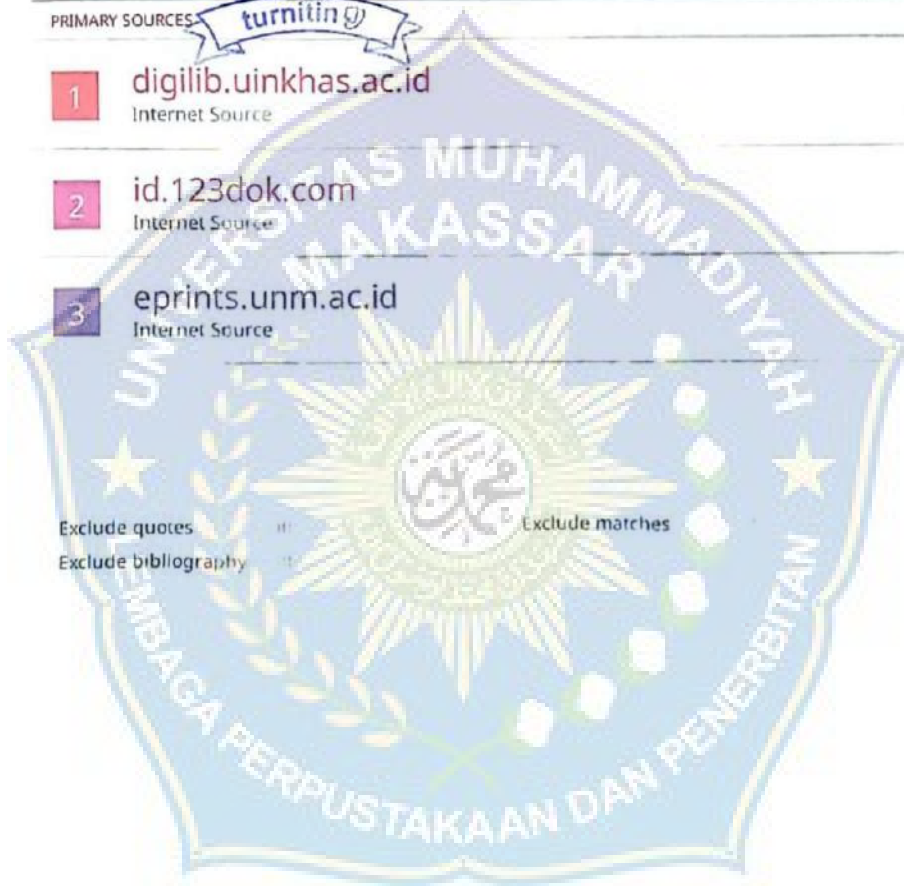 PRIMARY SOURCES
turnitin
1
digilib.uinkhas.ac.id
Internet Source
2
id.123dok.com
Internet Source
3
eprints.unm.ac.id
Internet Source
UNIVERSITAS MUHAMMADIYAH
MAKASSAR
Exclude quotes
Exclude matches
Exclude bibliography
LEMBAGA PERPUSTAKAAN DAN PENERBITAN